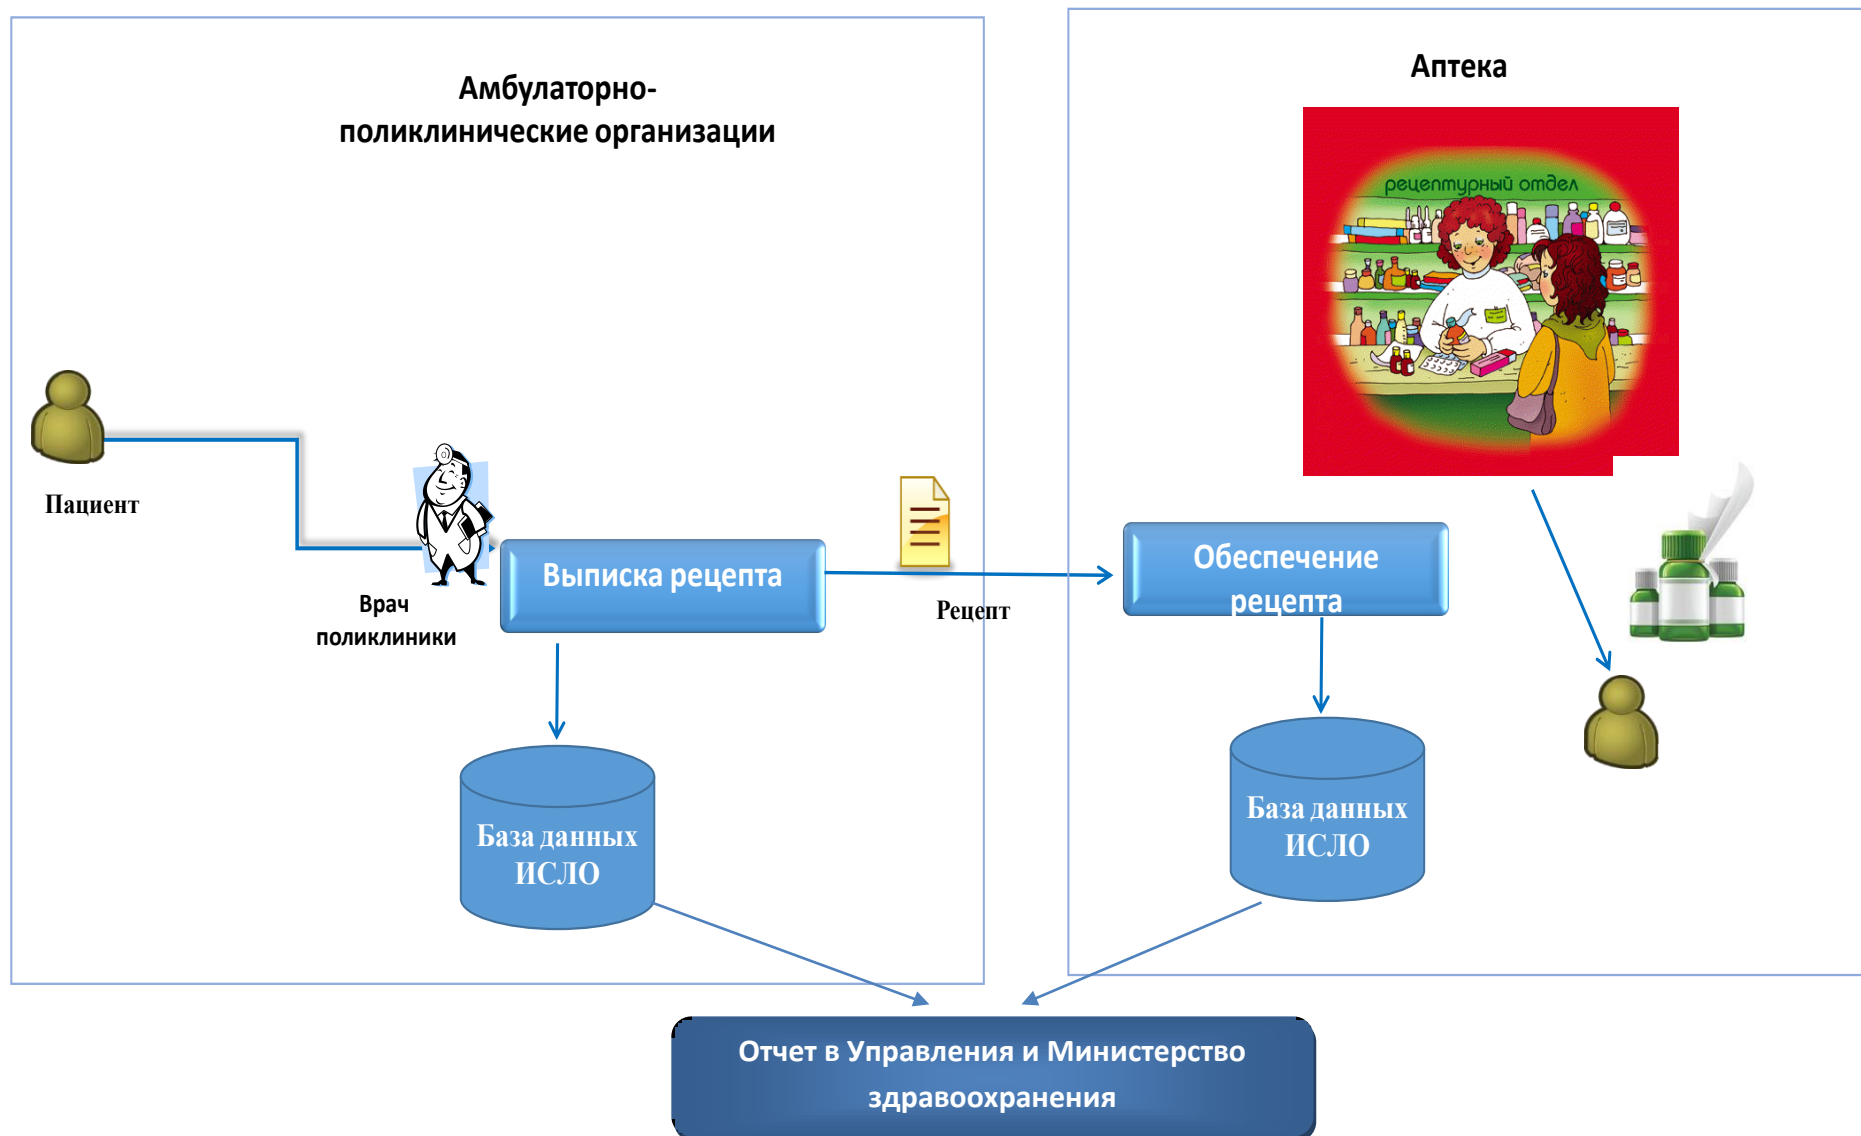 Амбулаторно-
поликлинические организации
Аптека
рецептурный отдел
Пациент
Врач
поликлиники
Выписка рецепта
Рецепт
Обеспечение
рецепта
База данных
ИСЛО
База данных
ИСЛО
Отчет в Управления и Министерство
здравоохранения